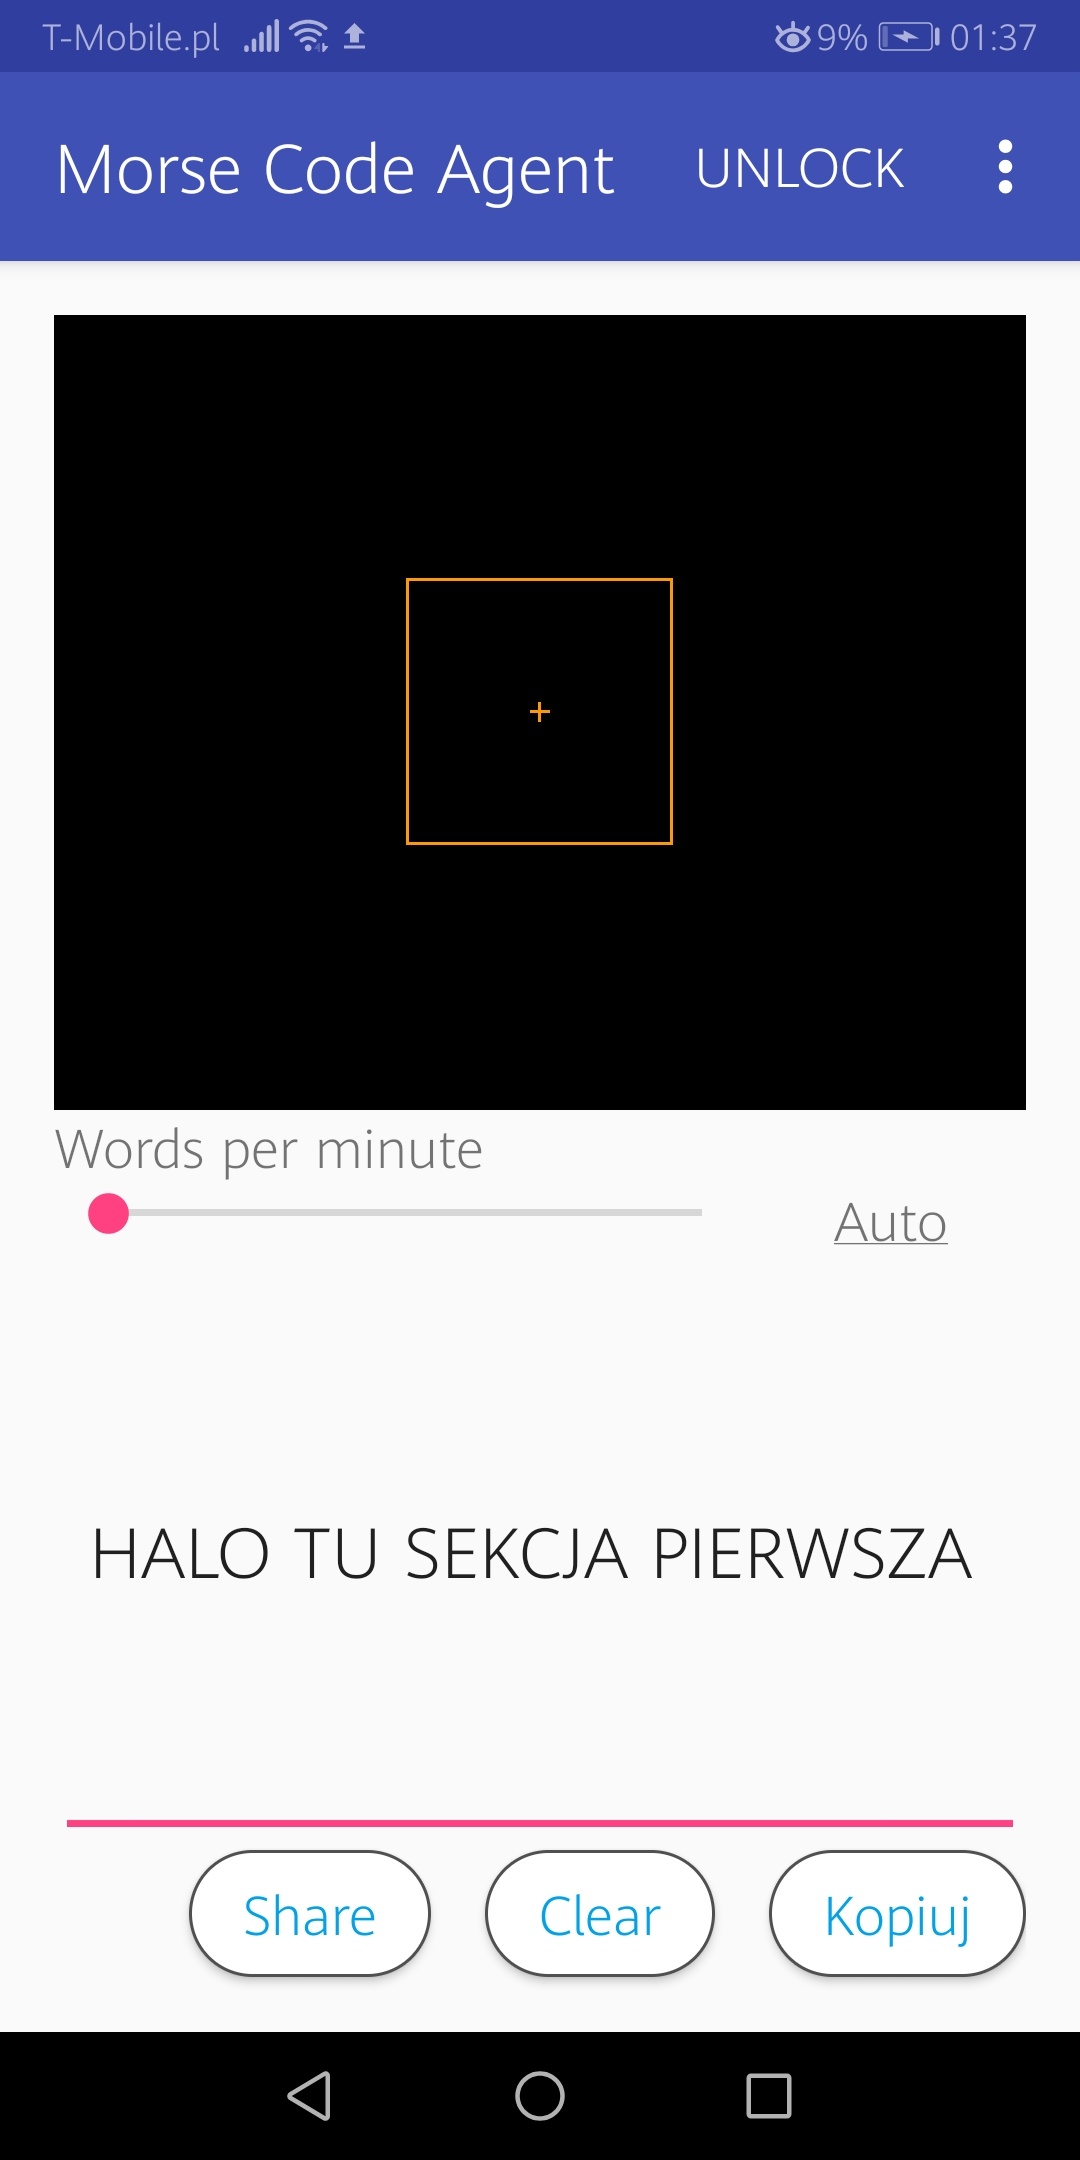 T-Mobile.pl 9% 01:37
Morse Code Agent UNLOCK
Words per minute
Auto
HALO TU SEKCJA PIERWSZA
Share Clear Kopiuj